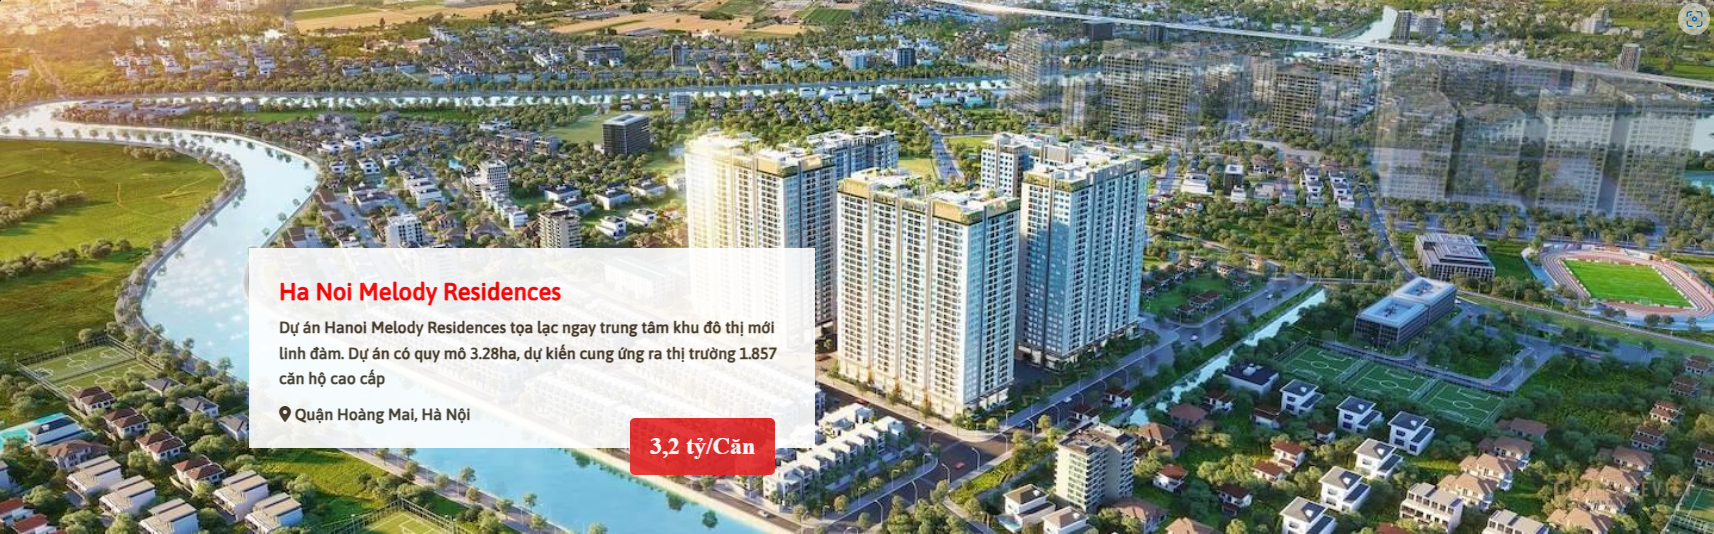 Ha Noi Melody Residences
Dự án Hanoi Melody Residences tọa lạc ngay trung tâm khu đô thị mới
linh đàm. Dự án có quy mô 3.28ha, dự kiến cung ứng ra thị trường 1.857
căn hộ cao cấp
Quận Hoàng Mai, Hà Nội
3,2 tỷ/Căn